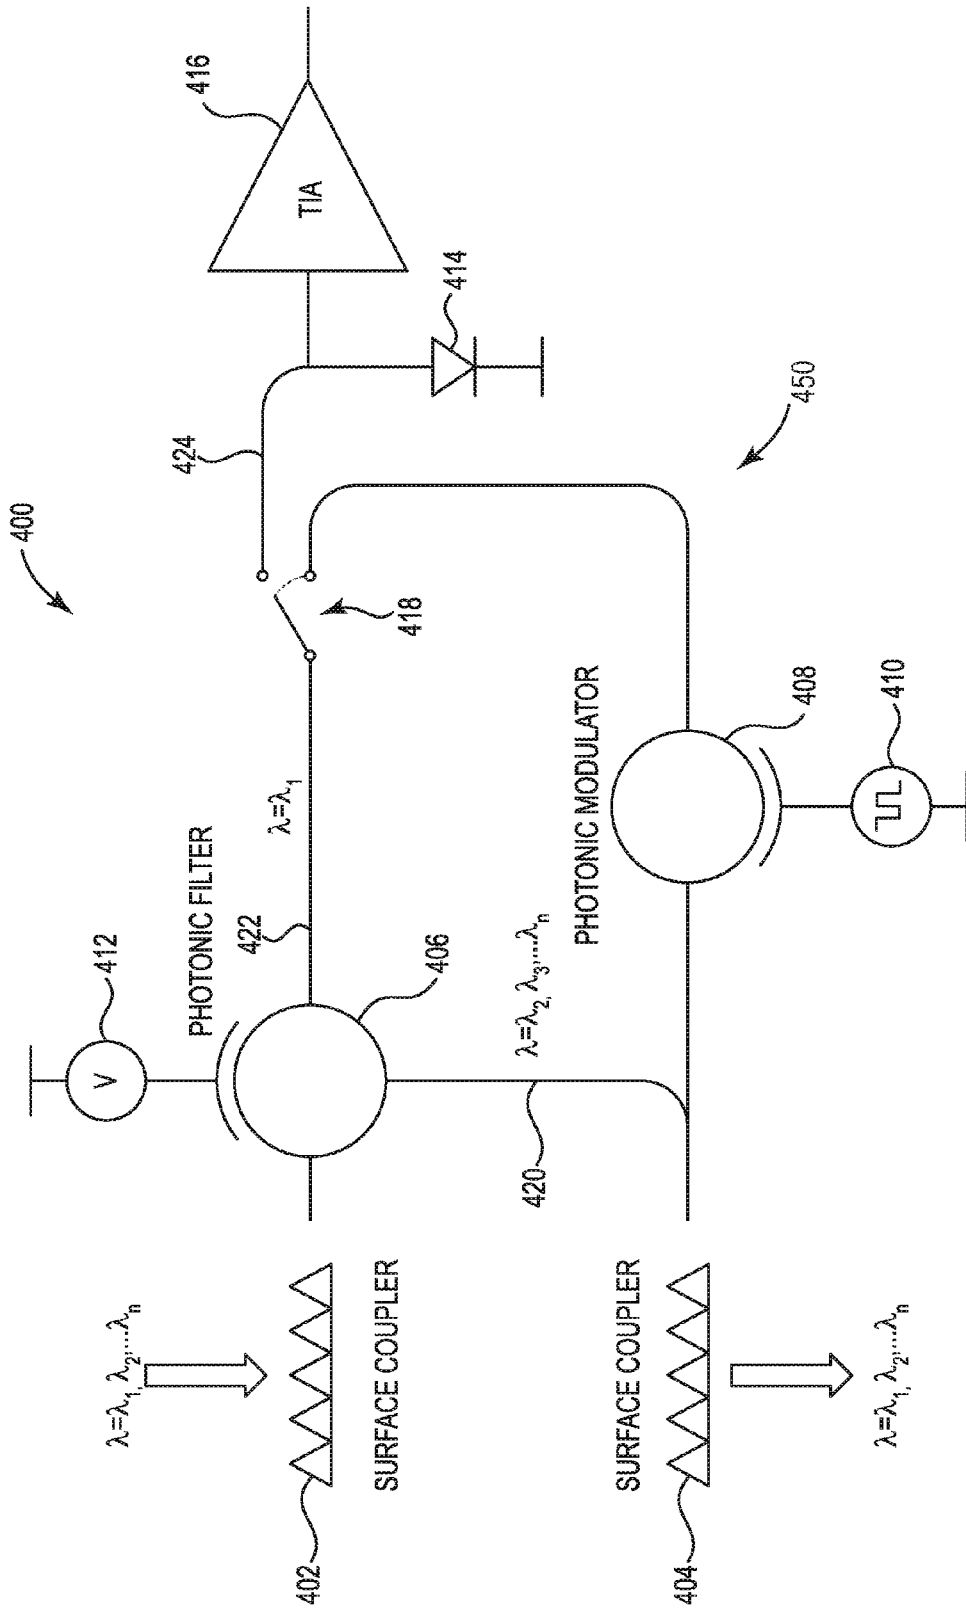 400
416
TIA
424
414
412
V
PHOTONIC FILTER
422
λ=λ1
418
450
406
λ=λ1, λ2,...λn
402
SURFACE COUPLER
λ=λ2, λ3,...λn
420
PHOTONIC MODULATOR
408
410
SURFACE COUPLER
404
λ=λ1, λ2,...λn